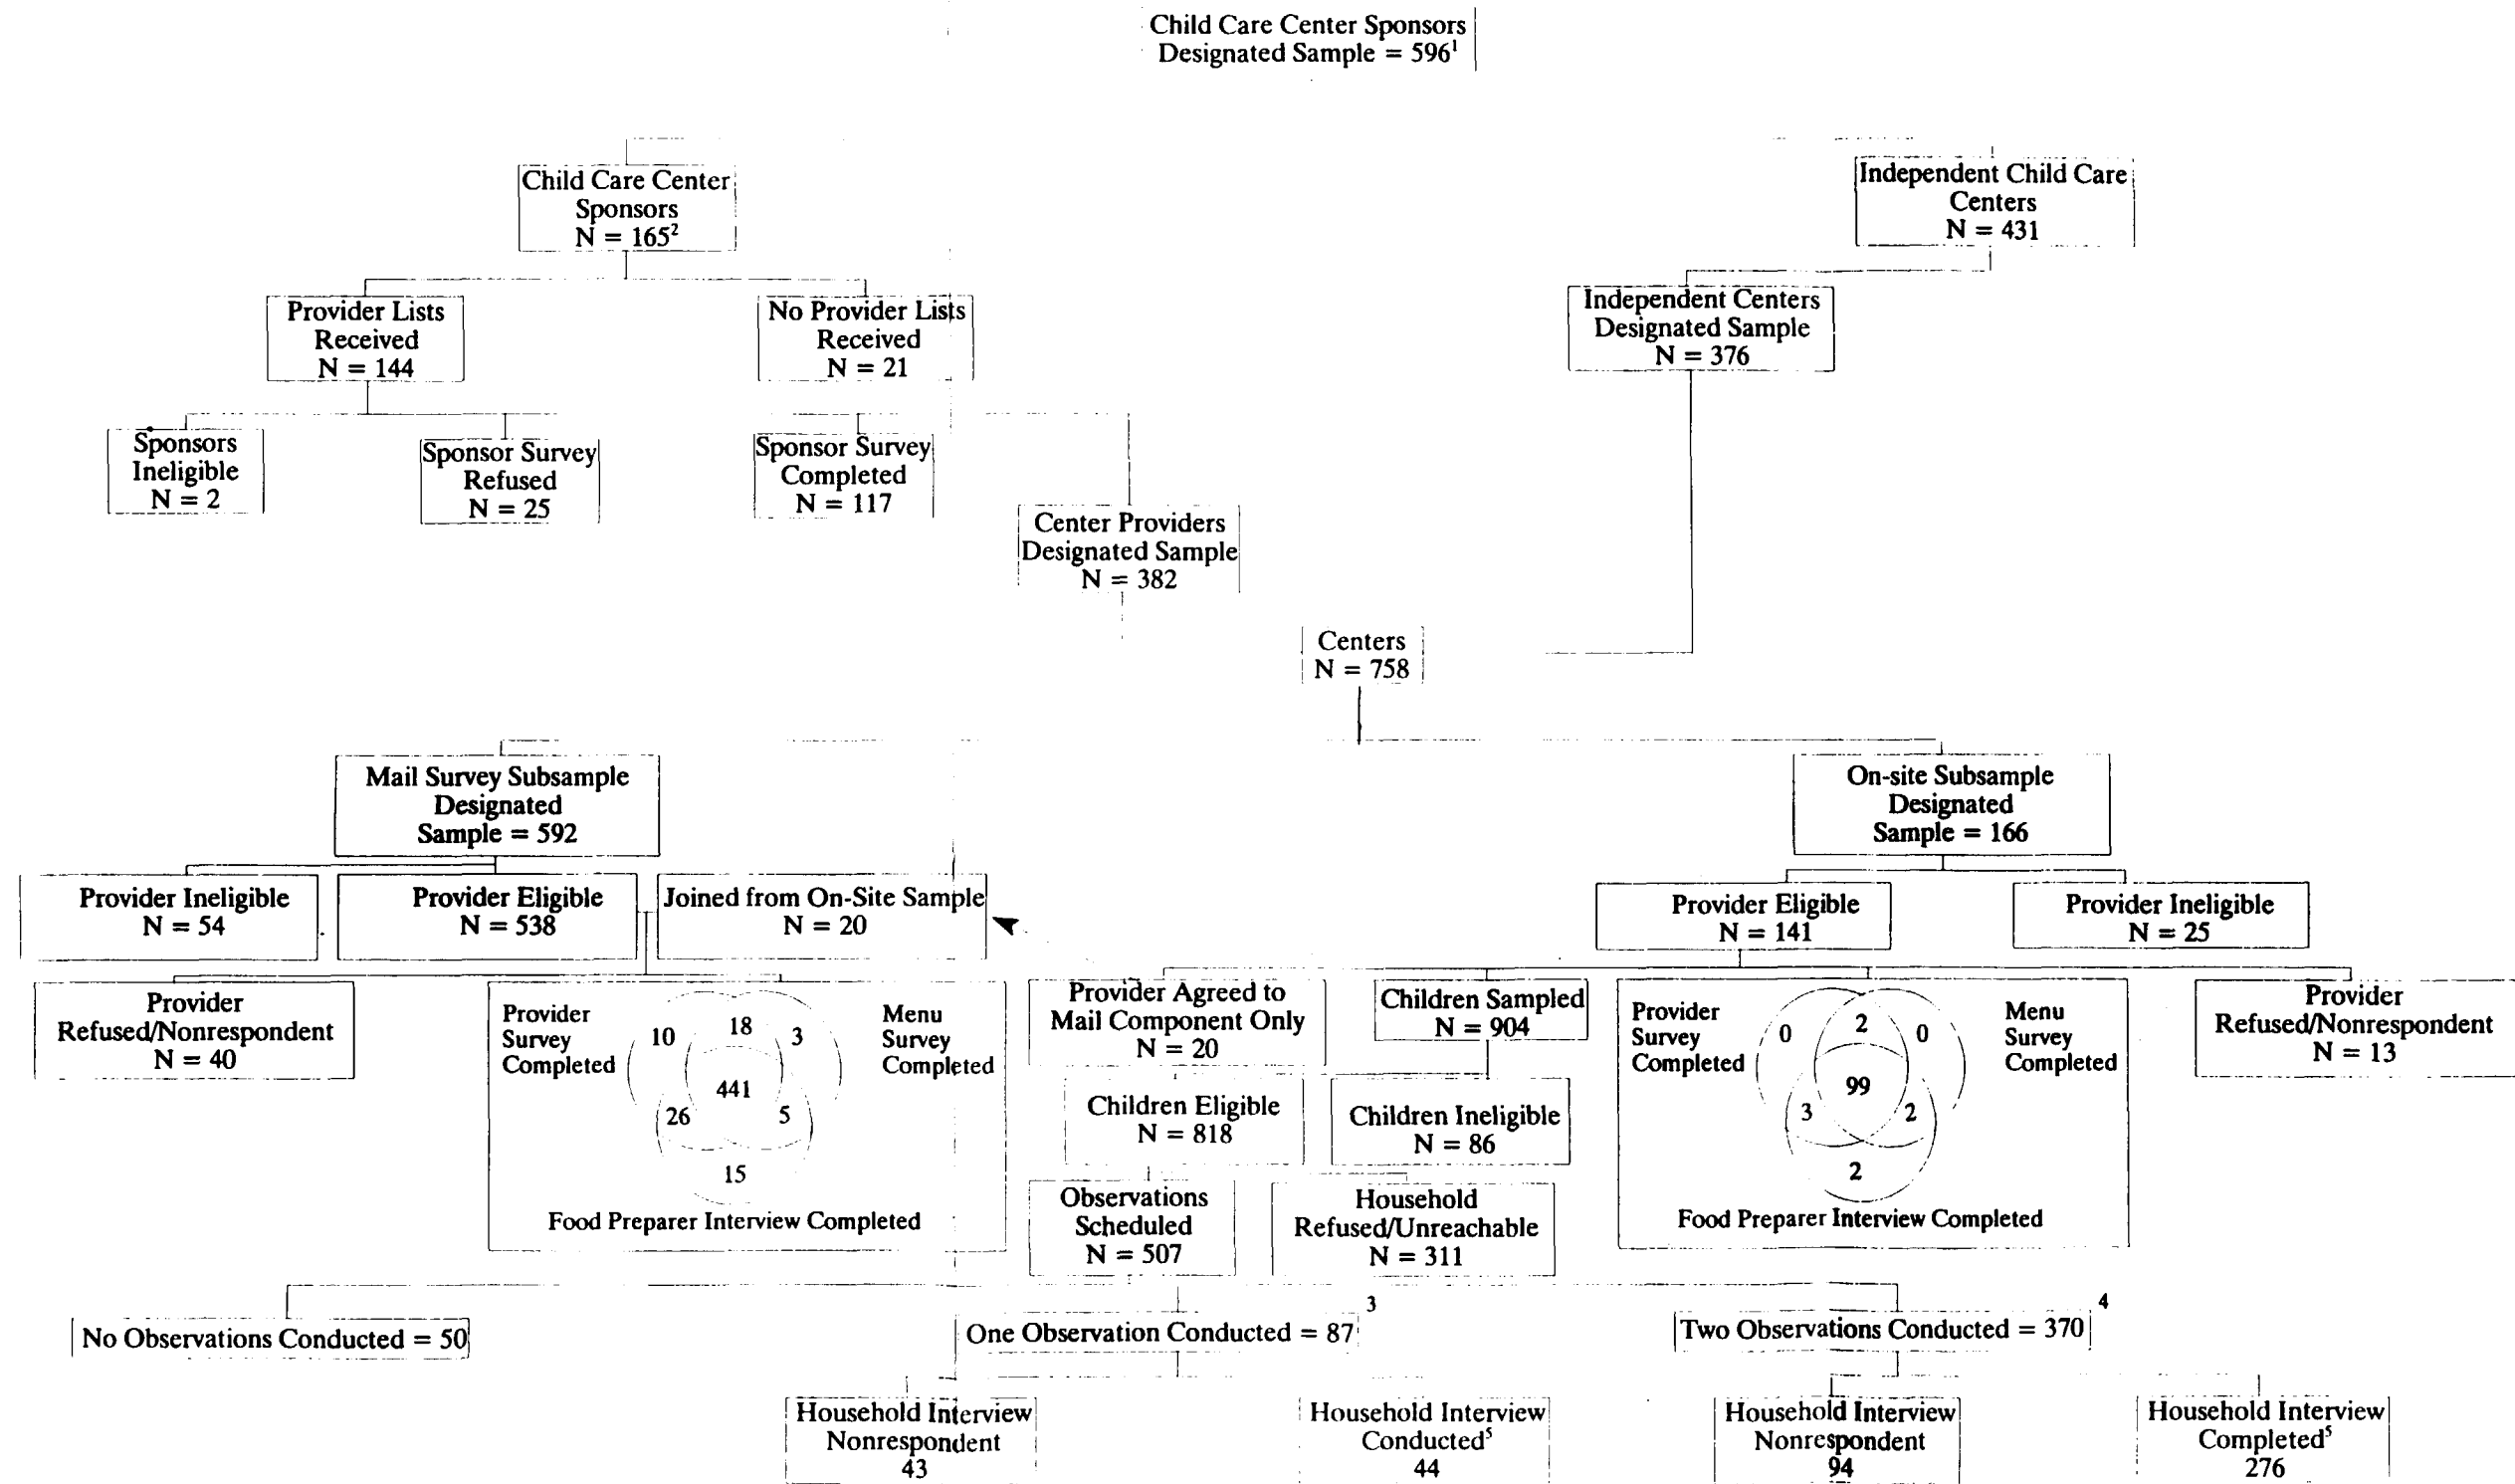 Child Care Center Sponsors
Designated Sample = 596¹
Child Care Center
Sponsors
N = 165²
Independent Child Care
Centers
N = 431
Provider Lists
Received
N = 144
No Provider Lists
Received
N = 21
Independent Centers
Designated Sample
N = 376
Sponsors
Ineligible
N = 2
Sponsor Survey
Refused
N = 25
Sponsor Survey
Completed
N = 117
Center Providers
Designated Sample
N = 382
Centers
N = 758
Mail Survey Subsample
Designated
Sample = 592
On-site Subsample
Designated
Sample = 166
Provider Ineligible
N = 54
Provider Eligible
N = 538
Joined from On-Site Sample
N = 20
Provider Eligible
N = 141
Provider Ineligible
N = 25
Provider
Refused/Nonrespondent
N = 40
Provider
Survey
Completed
10
18
3
441
26
5
15
Menu
Survey
Completed
Food Preparer Interview Completed
Provider Agreed to
Mail Component Only
N = 20
Children Sampled
N = 904
Children Eligible
N = 818
Children Ineligible
N = 86
Observations
Scheduled
N = 507
Household
Refused/Unreachable
N = 311
Provider
Survey
Completed
0
2
0
99
3
2
2
Menu
Survey
Completed
Food Preparer Interview Completed
Provider
Refused/Nonrespondent
N = 13
No Observations Conducted = 50
One Observation Conducted = 87 3
Two Observations Conducted = 370 4
Household Interview
Nonrespondent
43
Household Interview
Conducted⁵
44
Household Interview
Nonrespondent
94
Household Interview
Completed⁵
276